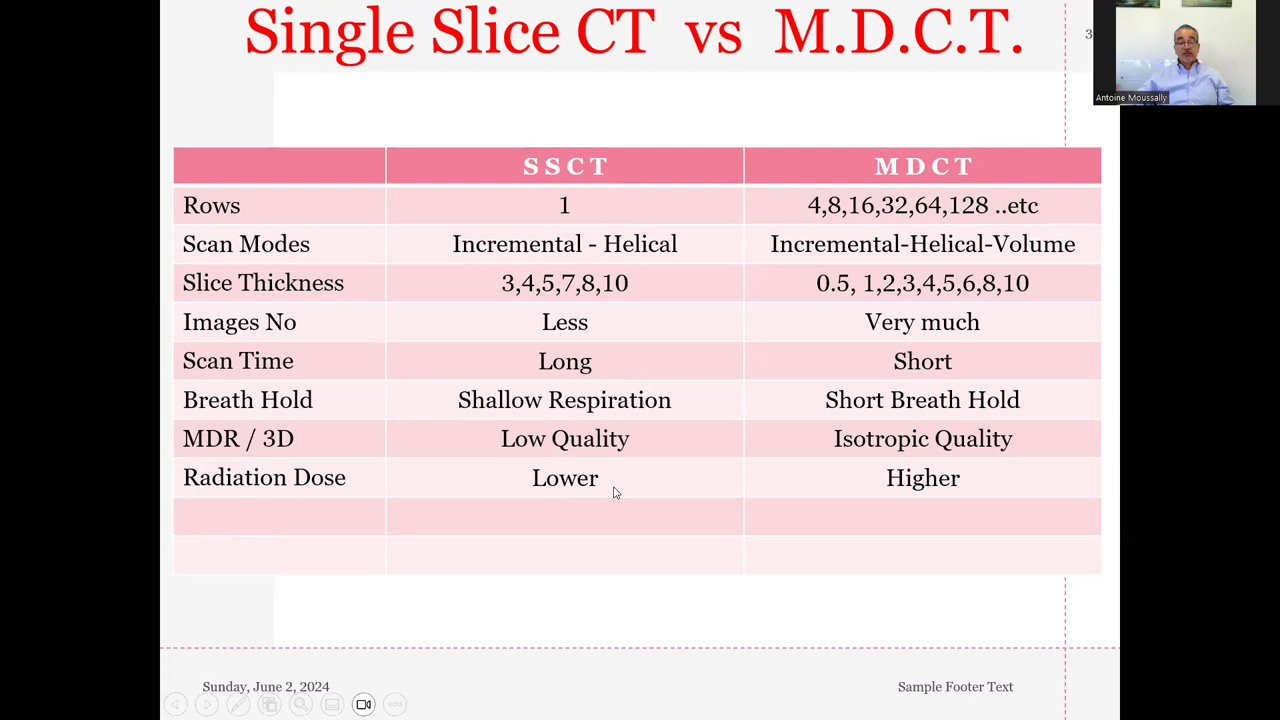 Single Slice CT vs M.D.C.T.
3
Antoine Moussally
S S C T M D C T
Rows 1 4,8,16,32,64,128 ..etc
Scan Modes Incremental - Helical Incremental-Helical-Volume
Slice Thickness 3,4,5,7,8,10 0.5, 1,2,3,4,5,6,8,10
Images No Less Very much
Scan Time Long Short
Breath Hold Shallow Respiration Short Breath Hold
MDR / 3D Low Quality Isotropic Quality
Radiation Dose Lower Higher
Sunday, June 2, 2024 Sample Footer Text